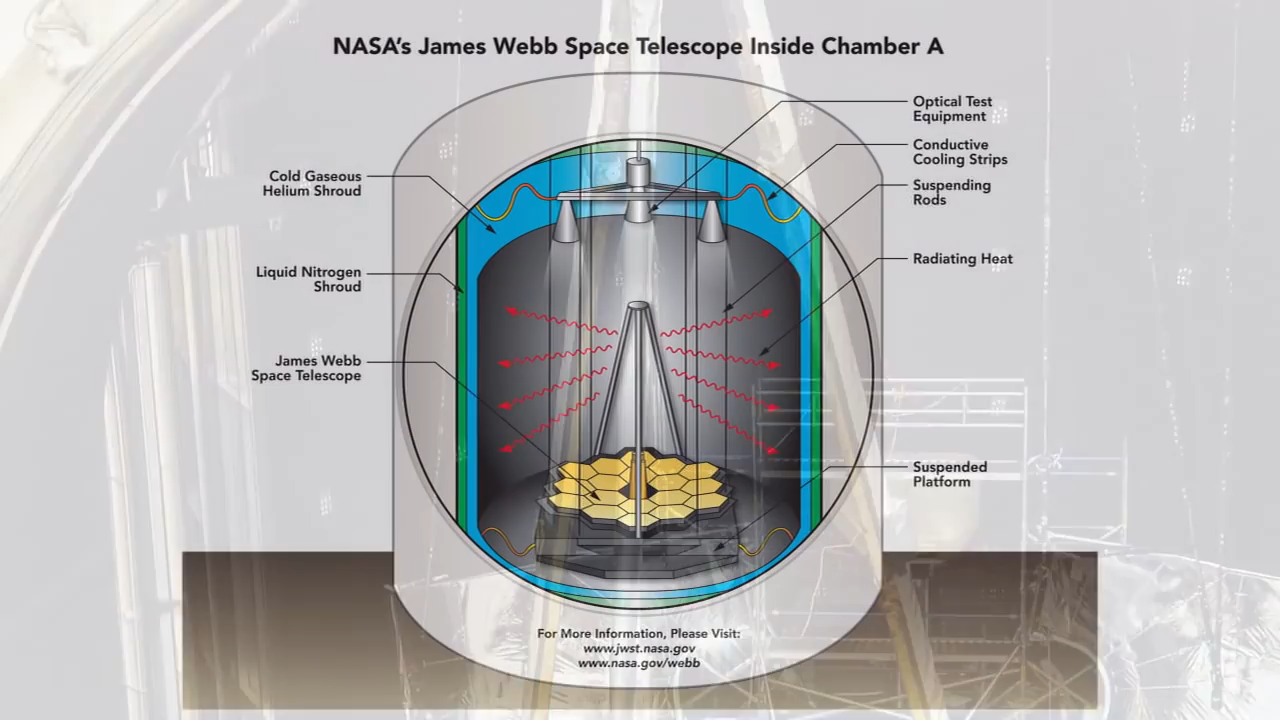 NASA's James Webb Space Telescope Inside Chamber A
Cold Gaseous
Helium Shroud
Liquid Nitrogen
Shroud
James Webb
Space Telescope
Optical Test
Equipment
Conductive
Cooling Strips
Suspending
Rods
Radiating Heat
Suspended
Platform
For More Information, Please Visit:
www.jwst.nasa.gov
www.nasa.gov/webb